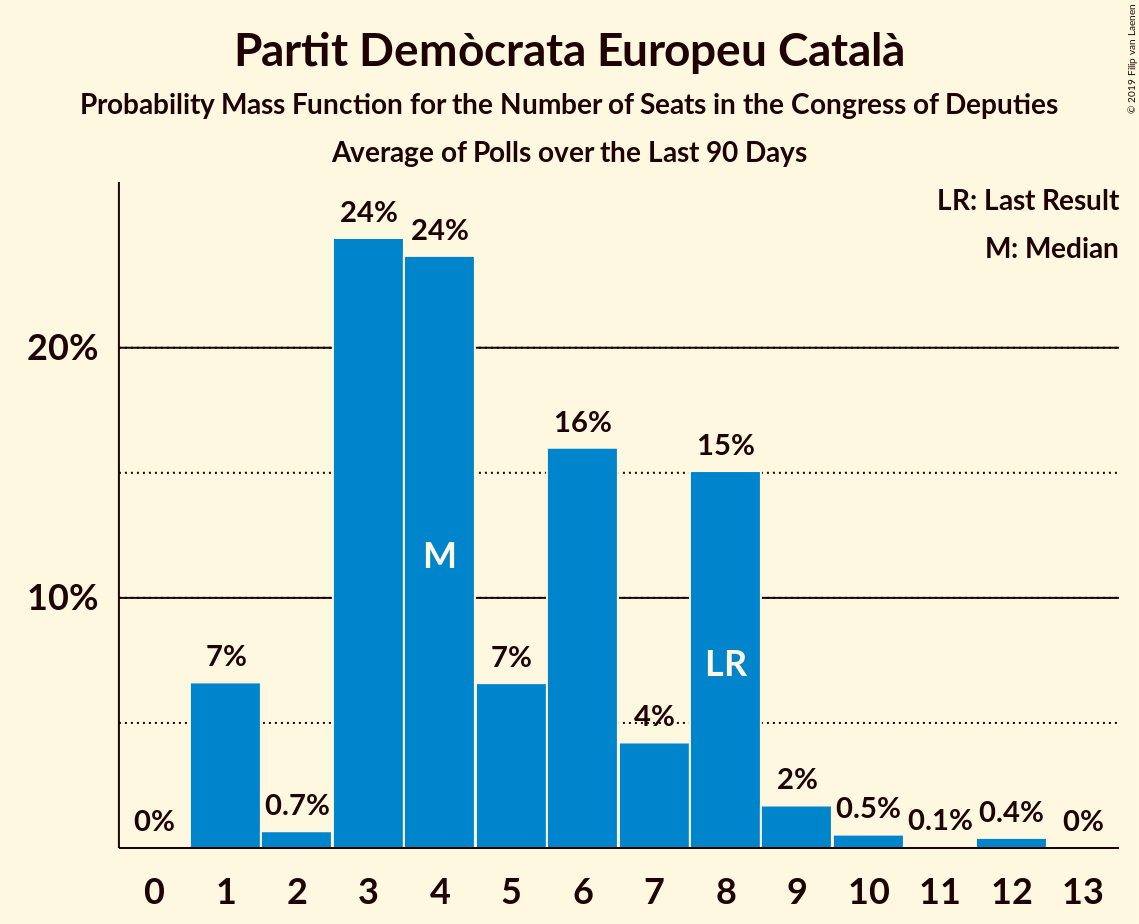 Partit Demòcrata Europeu Català
Probability Mass Function for the Number of Seats in the Congress of Deputies
Average of Polls over the Last 90 Days
© 2019 Filip van Laenen
LR: Last Result
M: Median
24%
24%
20%
16%
15%
M
10%
7%
7%
LR
4%
2%
0%
0.7%
0.5%
0.1%
0.4%
0%
0 1 2 3 4 5 6 7 8 9 10 11 12 13